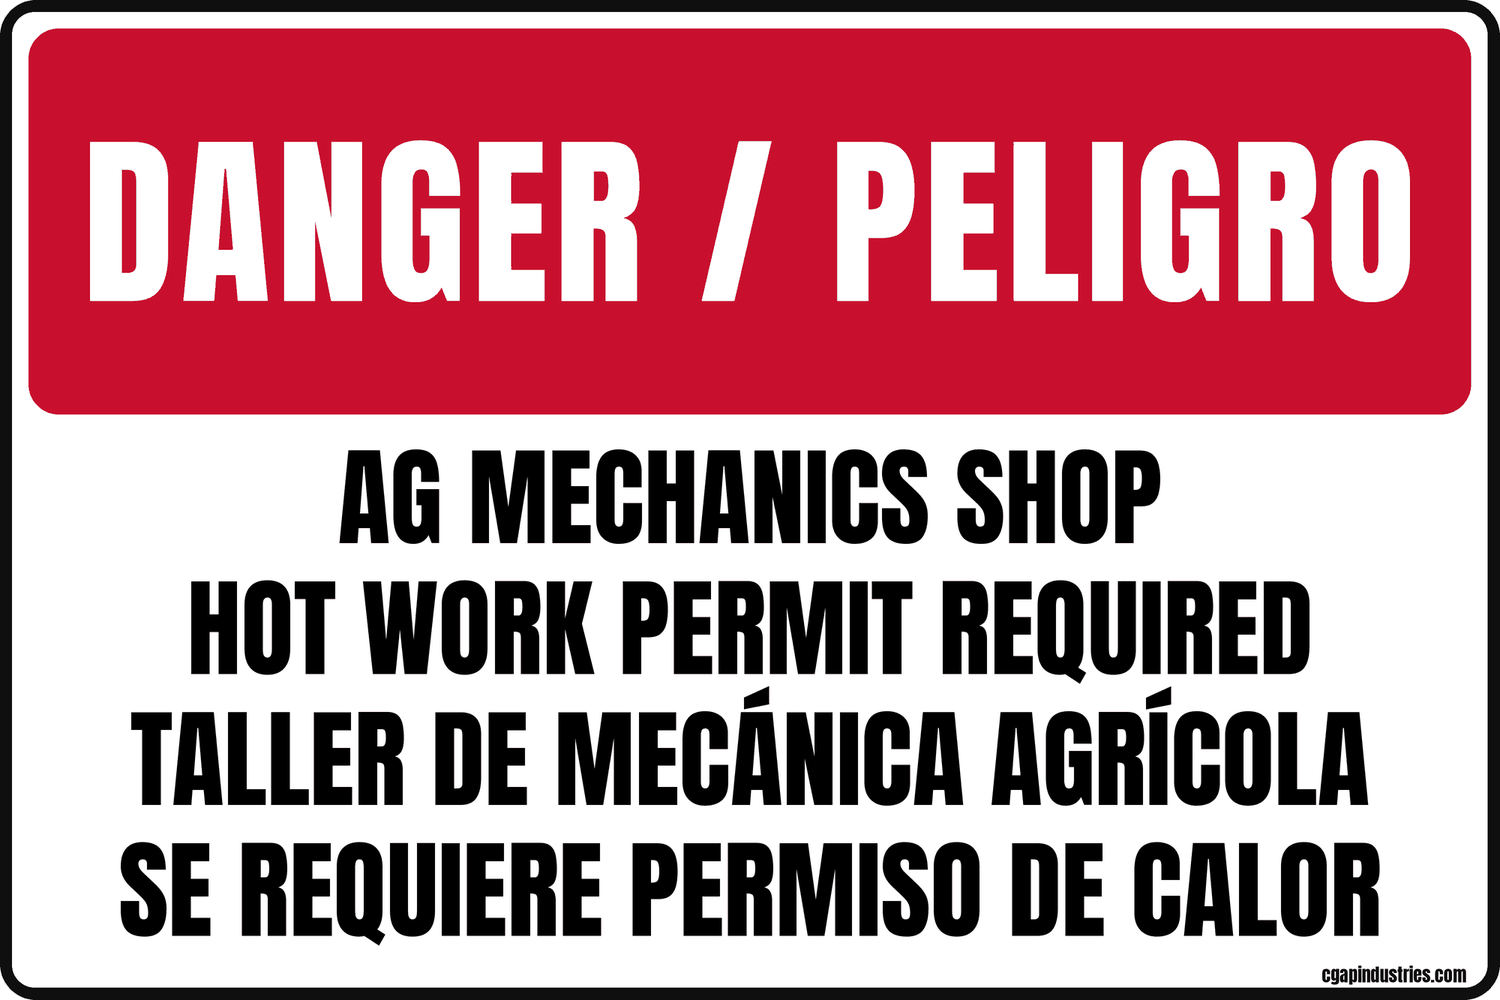 DANGER / PELIGRO
AG MECHANICS SHOP
HOT WORK PERMIT REQUIRED
TALLER DE MECÁNICA AGRÍCOLA
SE REQUIERE PERMISO DE CALOR
cgapindustries.com